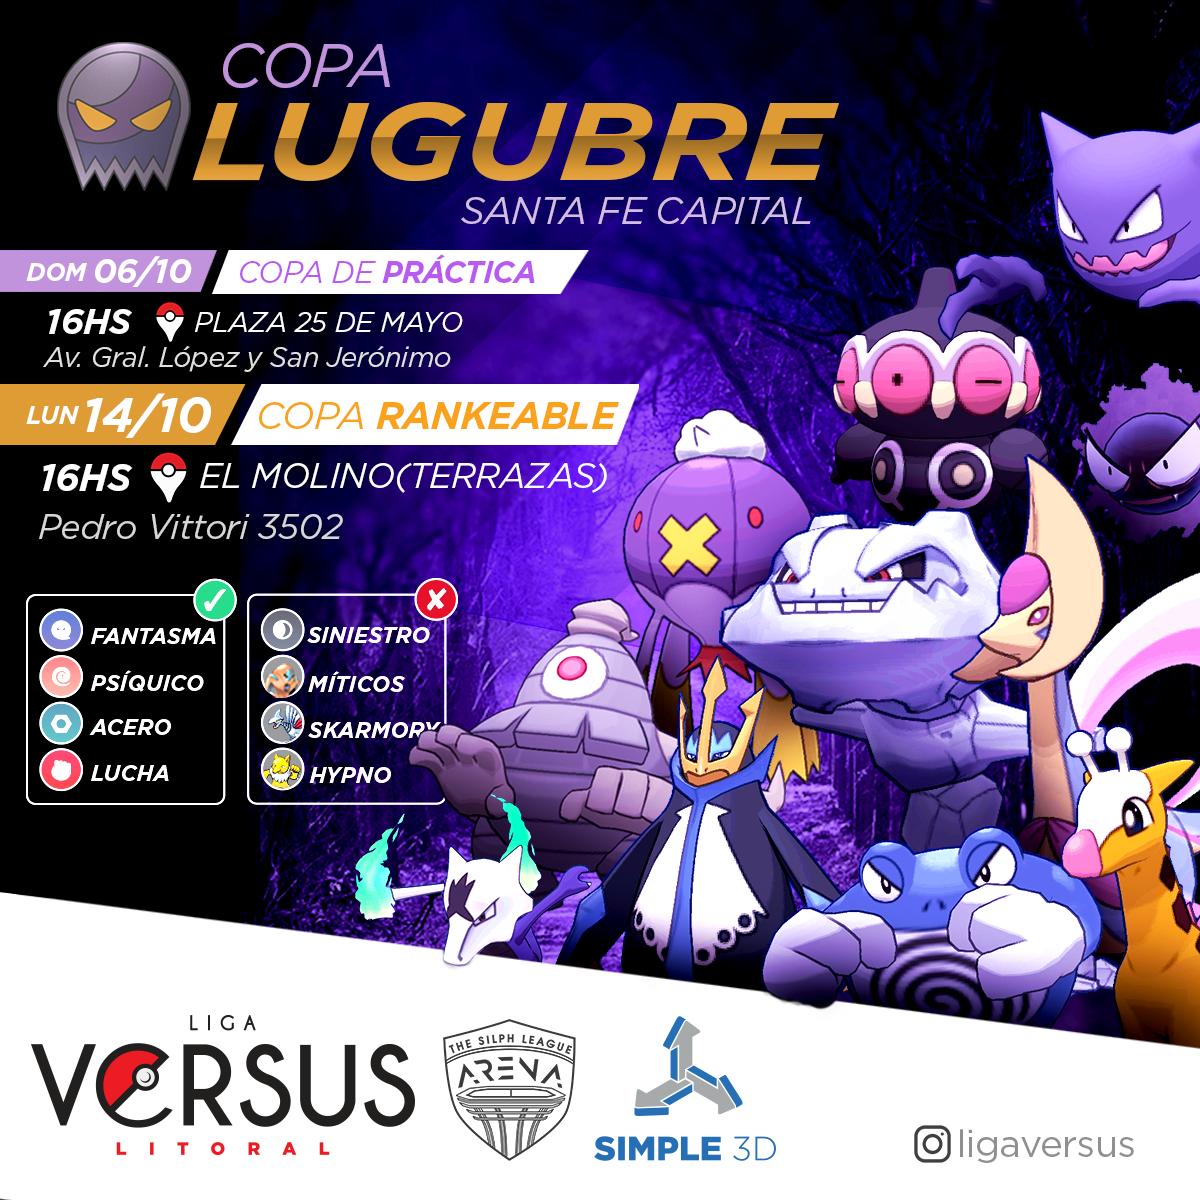 COPA
LUGUBRE
SANTA FE CAPITAL
DOM 06/10 COPA DE PRÁCTICA
16HS PLAZA 25 DE MAYO
Av. Gral. López y San Jerónimo
LUN 14/10 COPA RANKEABLE
16HS EL MOLINO(TERRAZAS)
Pedro Vittori 3502
FANTASMA
PSÍQUICO
ACERO
LUCHA
SINIESTRO
MÍTICOS
SKARMORY
HYPNO
LIGA
VERSUS
LITORAL
THE SILPH LEAGUE
ARENA
SIMPLE 3D
ligaversus